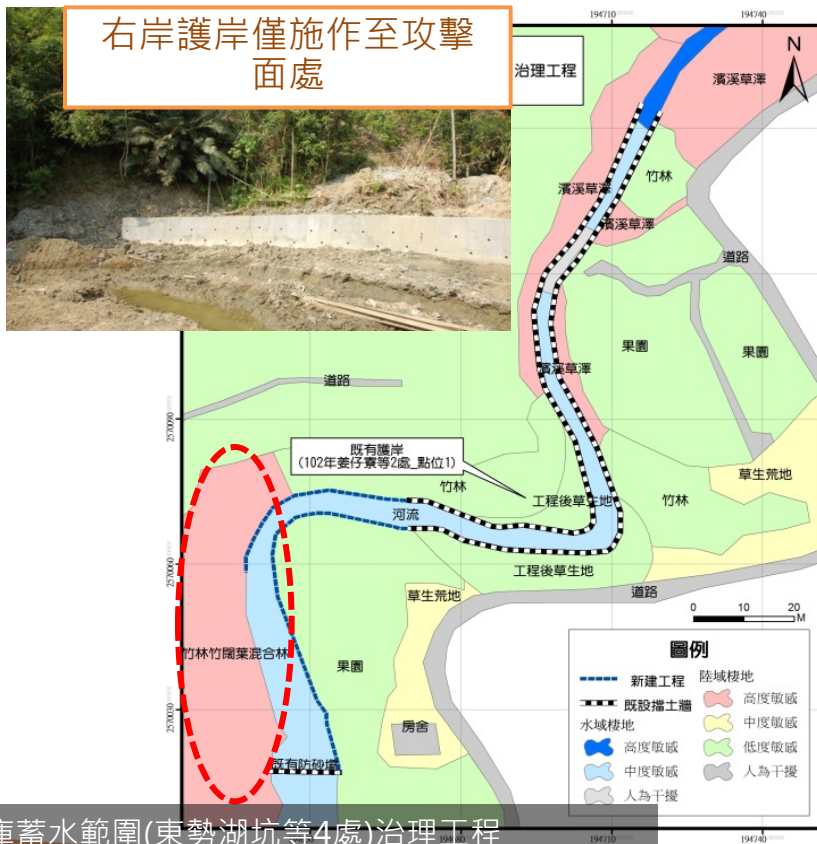 右岸護岸僅施作至攻擊
面處
治理工程
194710
194740
N
濱溪草澤
竹林
濱溪草澤
濱溪草澤
道路
果園
果園
濱溪草澤
道路
2570090
既有護岸
(102年姜仔寮等2處_點位1)
竹林
工程後草生地
竹林
草生荒地
河流
2570060
工程後草生地
草生荒地
道路
0 10 20
M
竹林竹闊葉混合林
果園
房舍
2570030
既有防砂壩
圖例
新建工程
既設擋土牆
水域棲地
高度敏感
中度敏感
人為干擾
陸域棲地
高度敏感
中度敏感
低度敏感
人為干擾
194710
194740
庫蓄水範圍(東勢湖坑等4處)治理工程